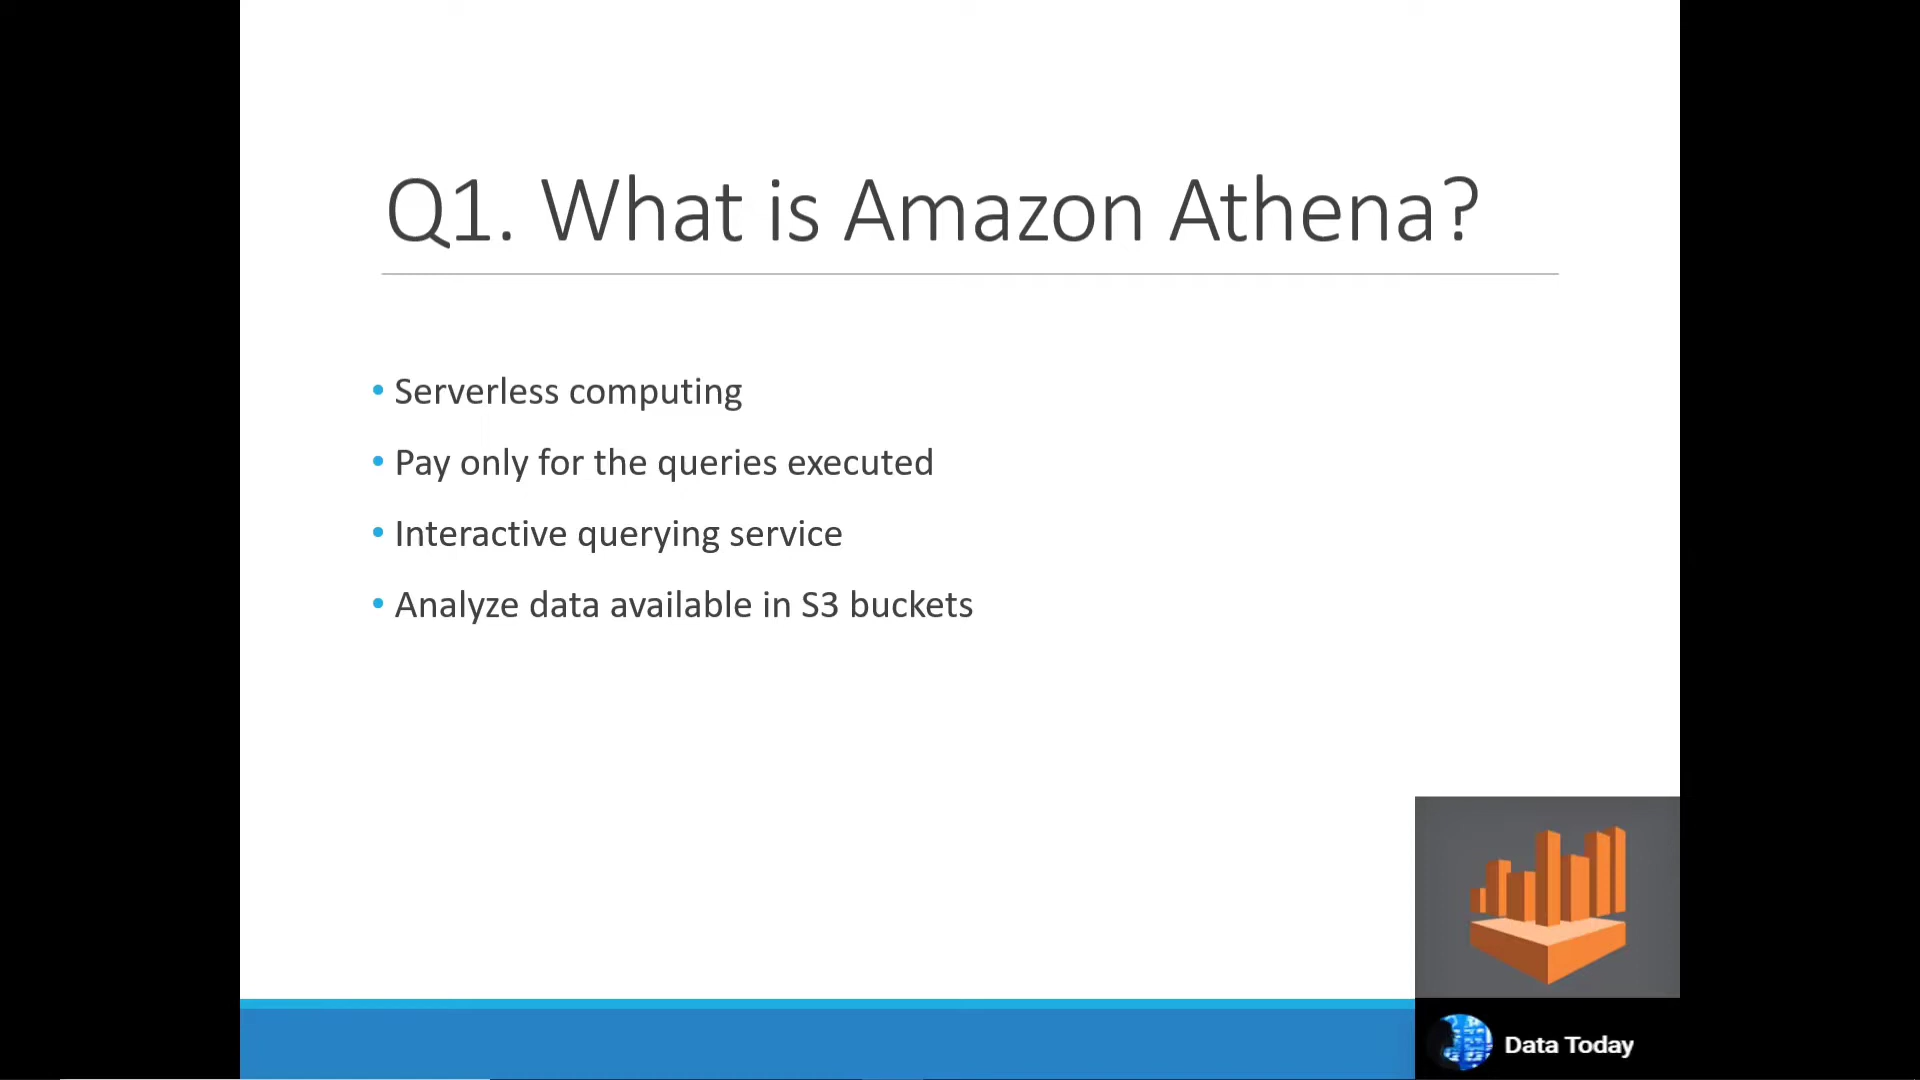 Q1. What is Amazon Athena?
• Serverless computing
• Pay only for the queries executed
• Interactive querying service
• Analyze data available in S3 buckets
Data Today